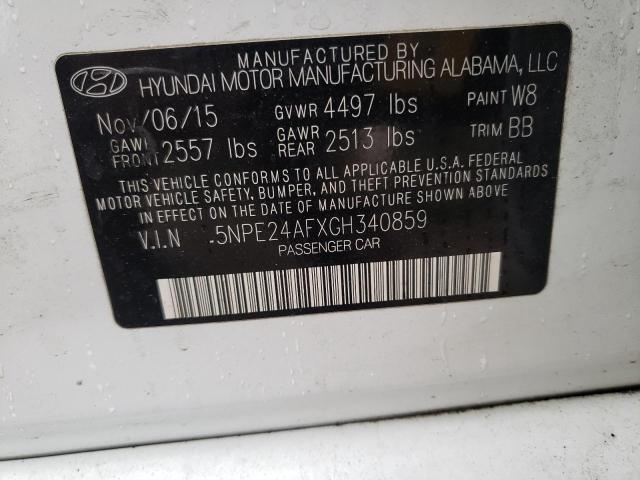 MANUFACTURED BY
HYUNDAI MOTOR MANUFACTURING ALABAMA, LLC
Nov/06/15 GVWR 4497 lbs PAINT W8
GAWR FRONT 2557 lbs GAWR REAR 2513 lbs TRIM BB
THIS VEHICLE CONFORMS TO ALL APPLICABLE U.S.A. FEDERAL
MOTOR VEHICLE SAFETY, BUMPER, AND THEFT PREVENTION STANDARDS
IN EFFECT ON THE DATE OF MANUFACTURE SHOWN ABOVE
V.I.N 5NPE24AFXGH340859
PASSENGER CAR